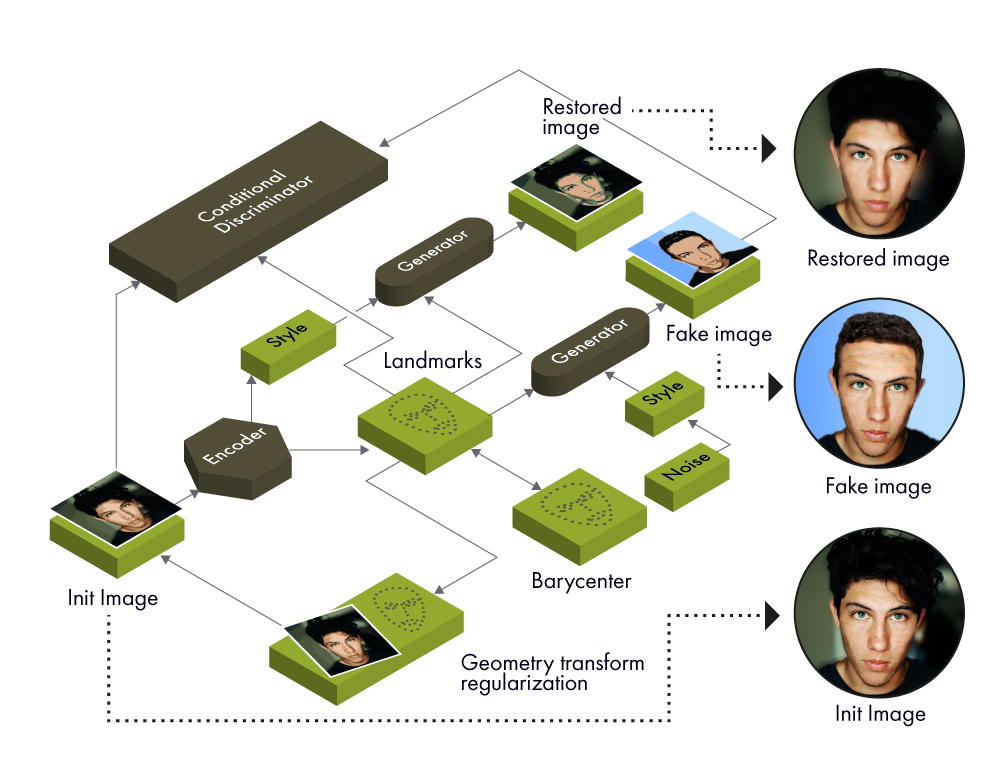 Restored
image
Conditional
Discriminator
Generator
Restored image
Style
Generator
Fake image
Landmarks
Style
Encoder
Noise
Fake image
Init Image
Barycenter
Geometry transform
regularization
Init Image